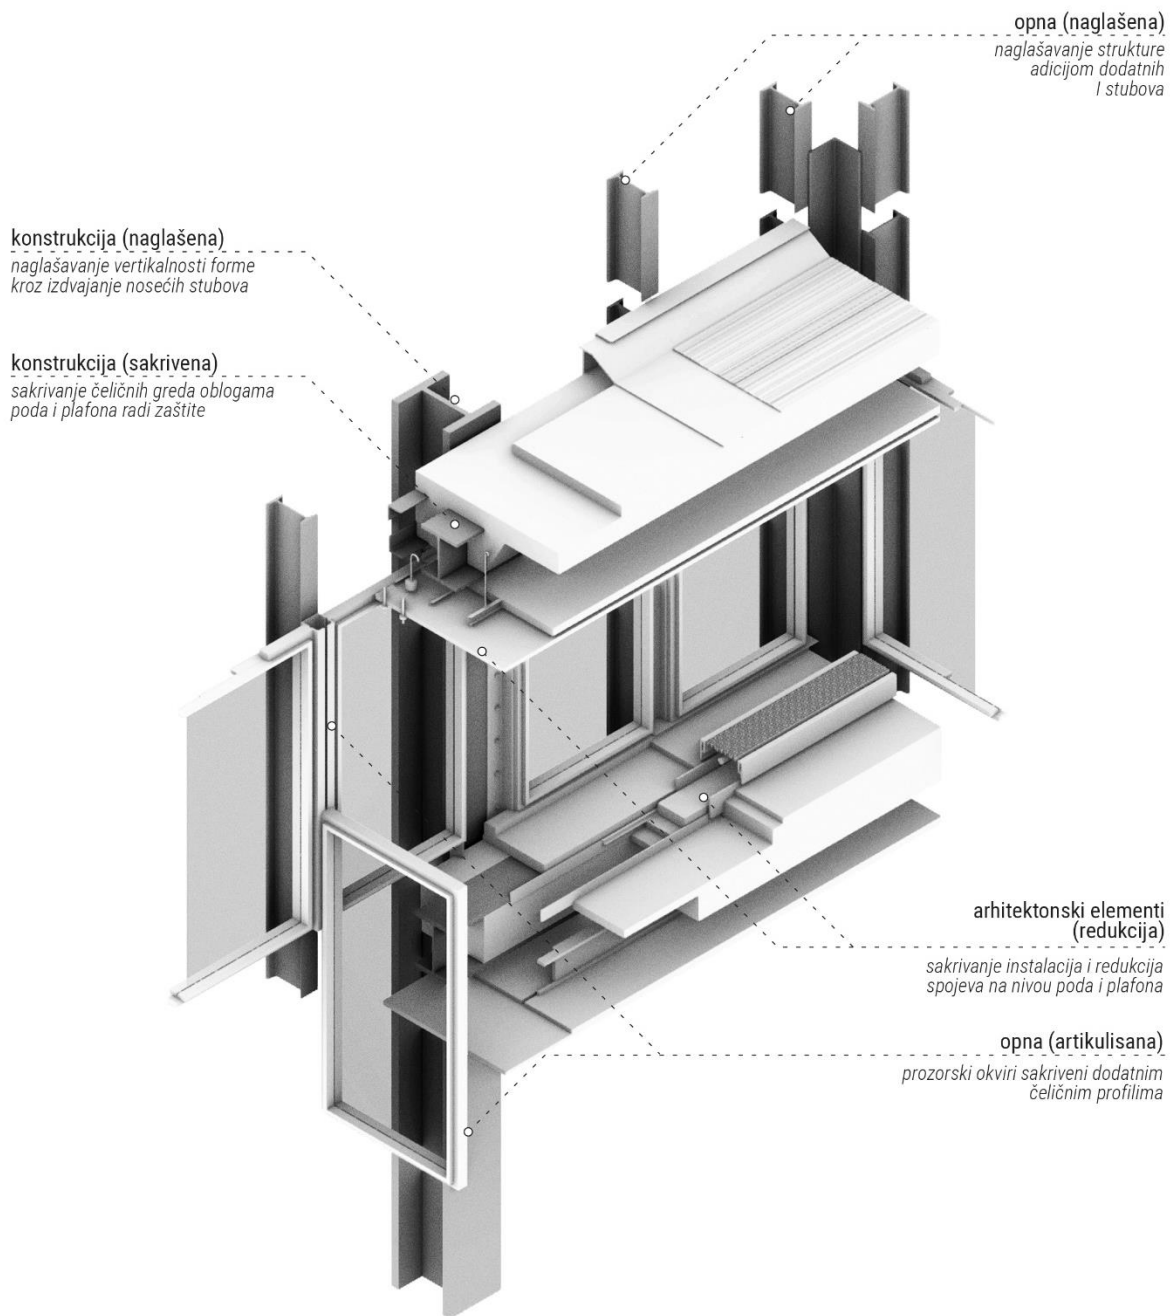 opna (naglašena)
naglašavanje strukture
adicijom dodatnih
I stubova
konstrukcija (naglašena)
naglašavanje vertikalnosti forme
kroz izdvajanje nosećih stubova
konstrukcija (sakrivena)
sakrivanje čeličnih greda oblogama
poda i plafona radi zaštite
arhitektonski elementi
(redukcija)
sakrivanje instalacija i redukcija
spojeva na nivou poda i plafona
opna (artikulisana)
prozorski okviri sakriveni dodatnim
čeličnim profilima